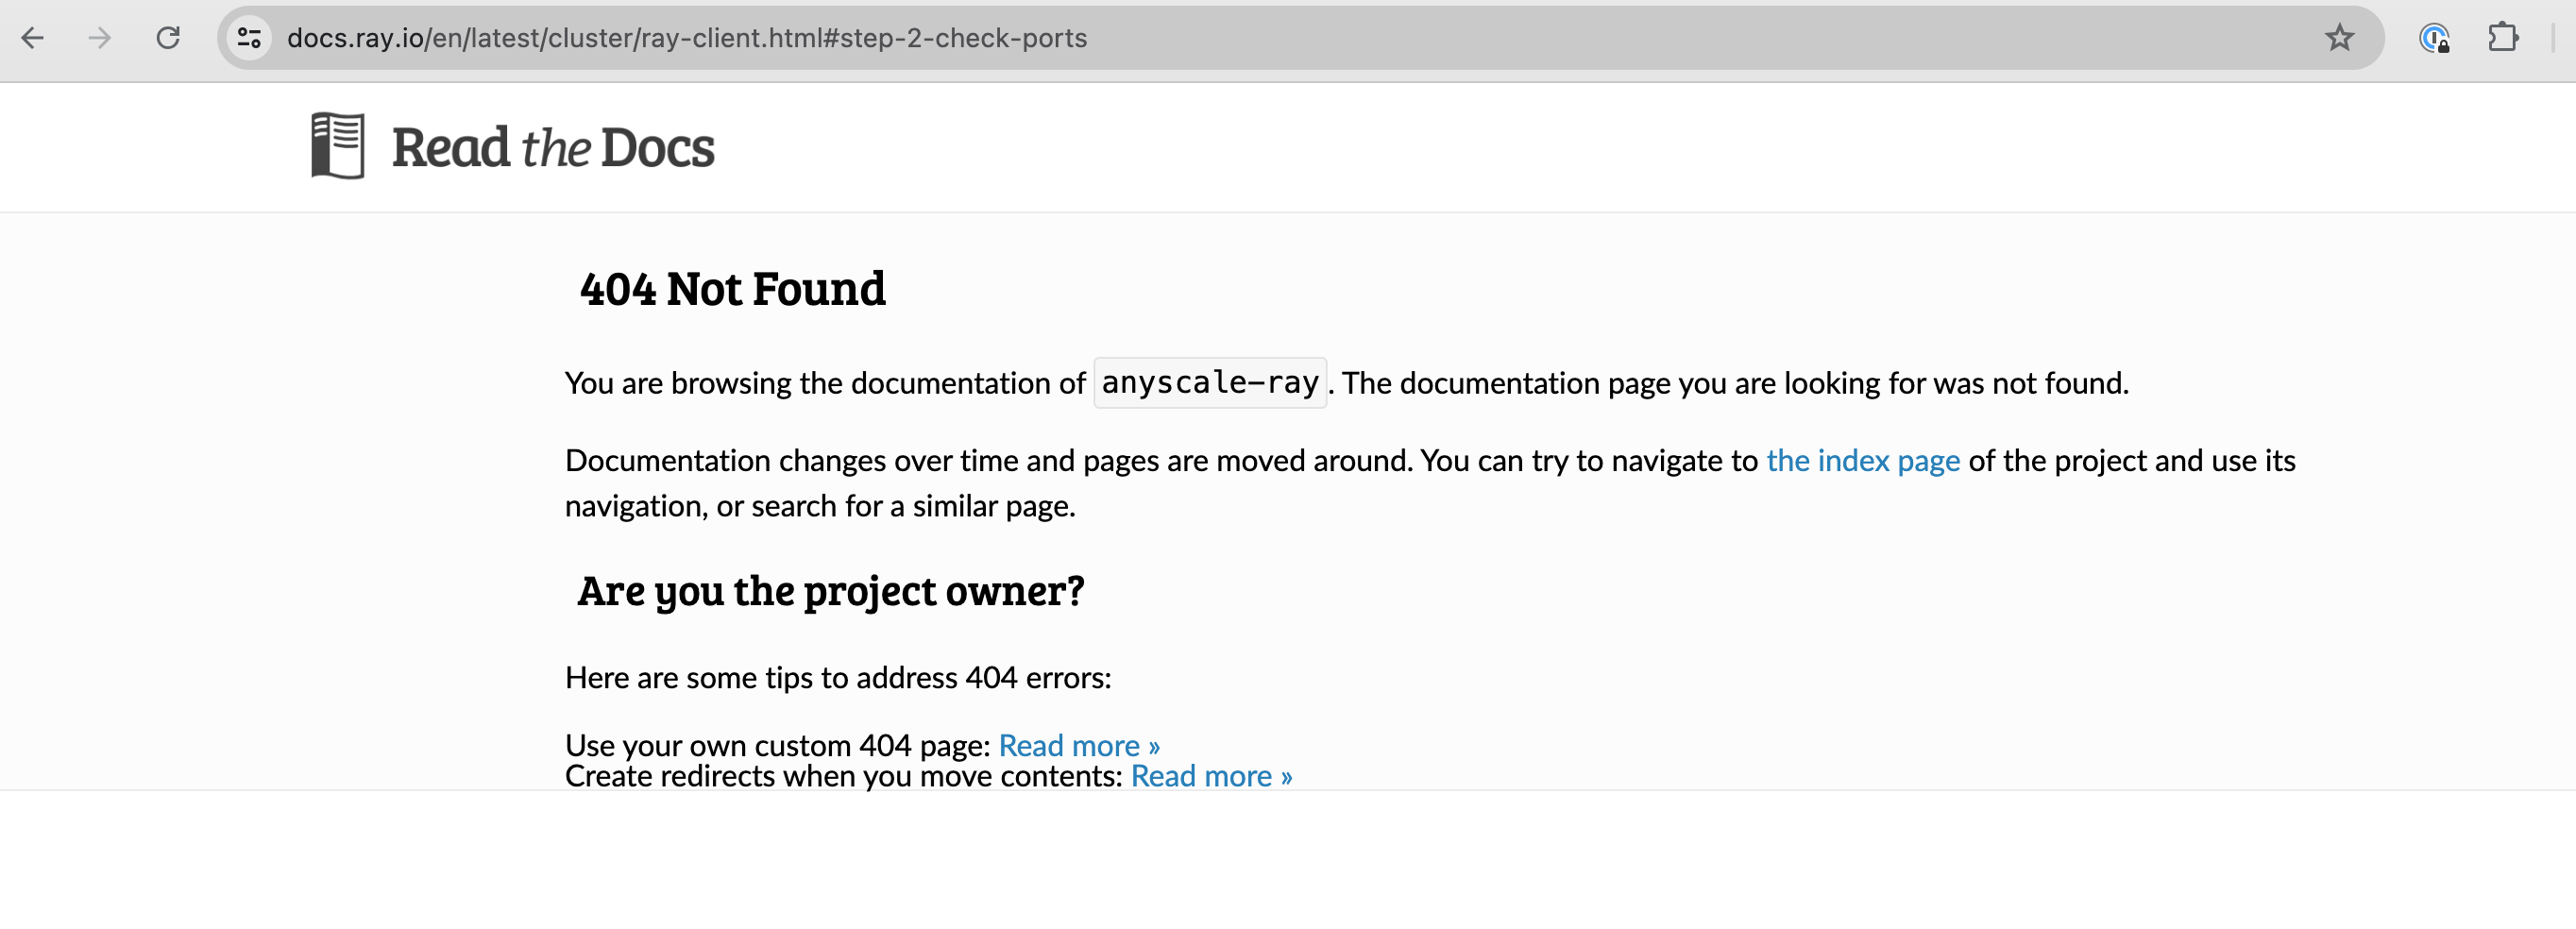 docs.ray.io/en/latest/cluster/ray-client.html#step-2-check-ports
Read the Docs
404 Not Found
You are browsing the documentation of anyscale-ray. The documentation page you are looking for was not found.
Documentation changes over time and pages are moved around. You can try to navigate to the index page of the project and use its
navigation, or search for a similar page.
Are you the project owner?
Here are some tips to address 404 errors:
Use your own custom 404 page: Read more »
Create redirects when you move contents: Read more »